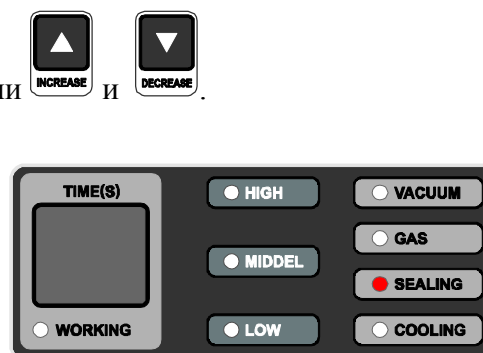 INCREASE и DECREASE.
TIME(S)
HIGH
VACUUM
GAS
MIDDEL
SEALING
WORKING
LOW
COOLING